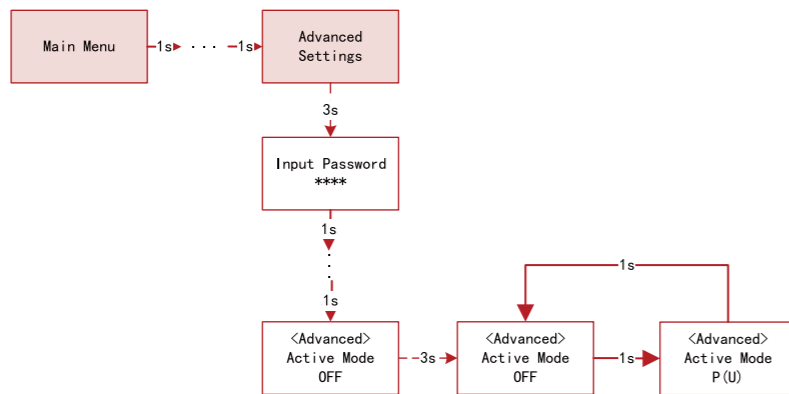 Main Menu
1s
· · ·
1s
Advanced
Settings
3s
Input Password
****
1s
· · ·
1s
<Advanced>
Active Mode
OFF
3s
<Advanced>
Active Mode
OFF
1s
<Advanced>
Active Mode
P(U)
1s